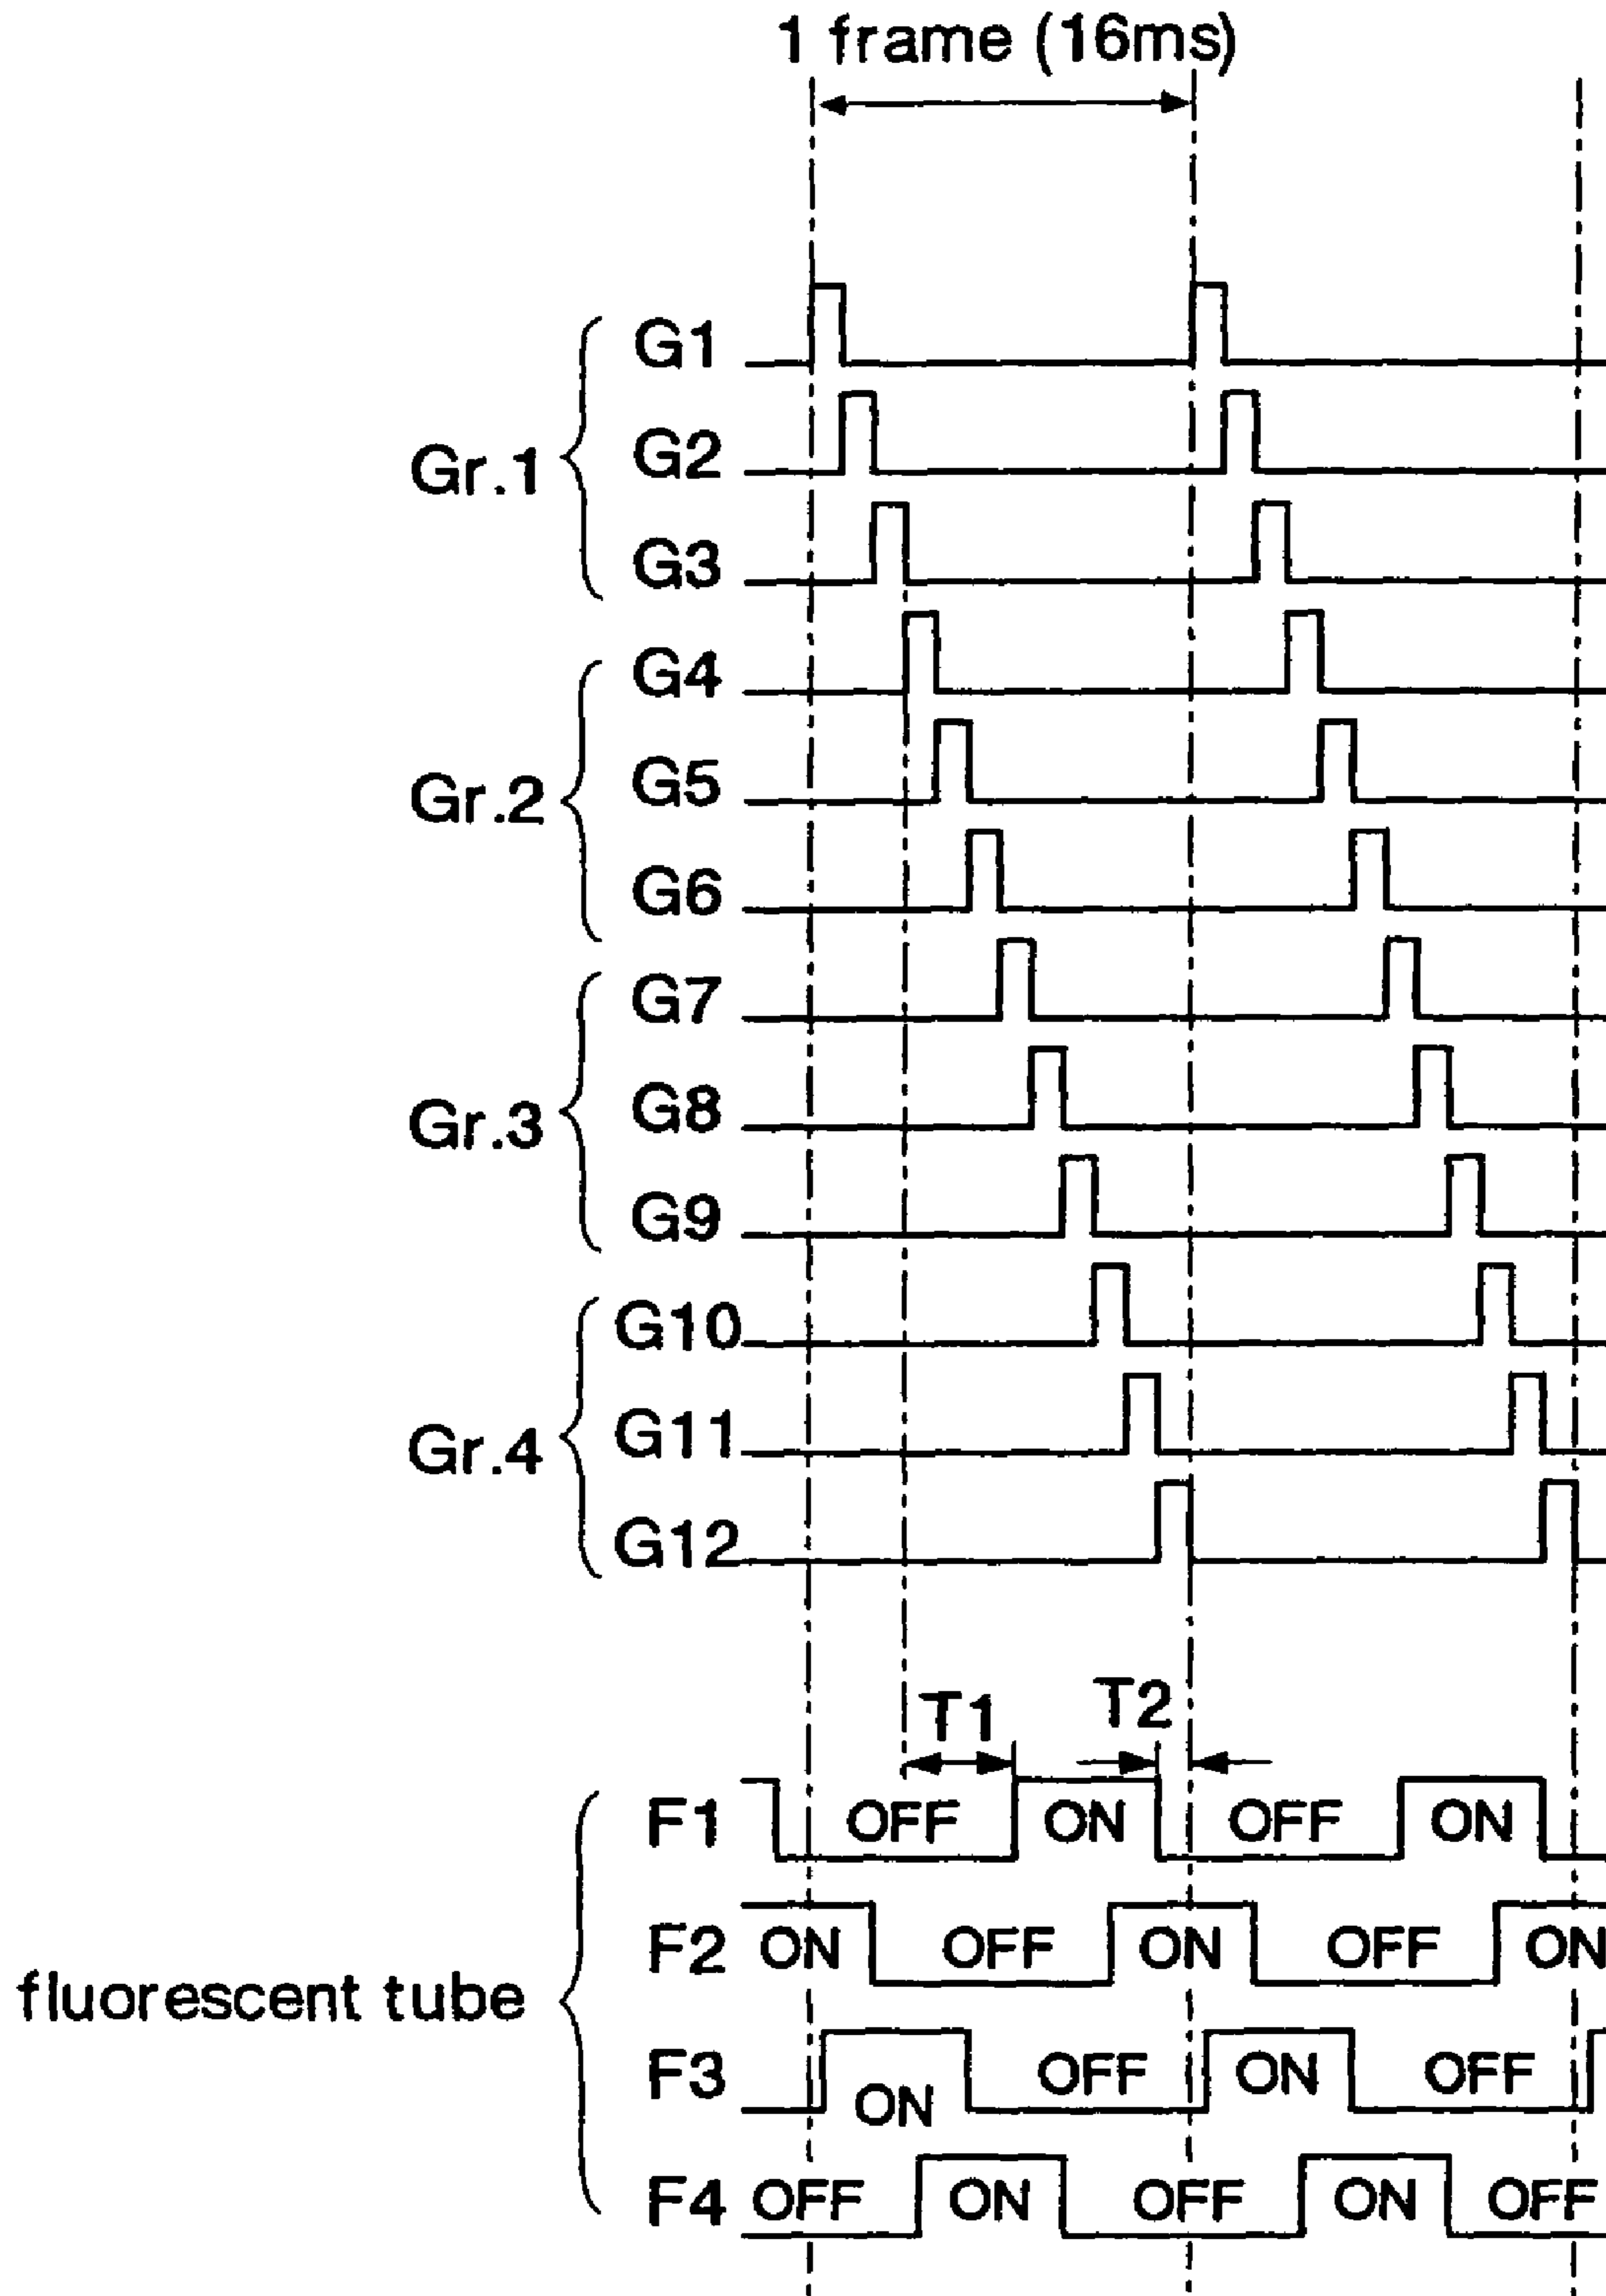 1 frame (16ms)
G1
Gr.1
G2
G3
G4
Gr.2
G5
G6
G7
Gr.3
G8
G9
G10
Gr.4
G11
G12
T1
T2
F1
OFF
ON
OFF
ON
F2
ON
OFF
ON
OFF
ON
fluorescent tube
F3
ON
OFF
ON
OFF
F4
OFF
ON
OFF
ON
OFF